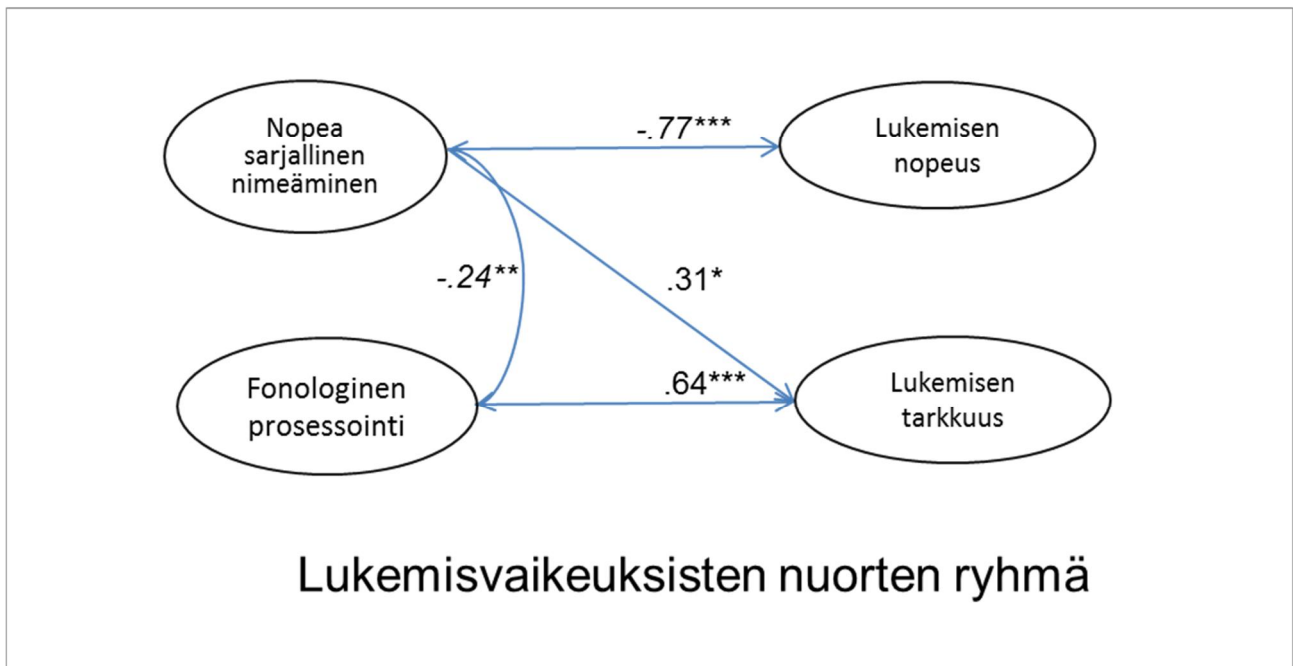 Nopea
sarjallinen
nimeäminen
-.77***
Lukemisen
nopeus
-.24**
.31*
Fonologinen
prosessointi
.64***
Lukemisen
tarkkuus
Lukemisvaikeuksisten nuorten ryhmä